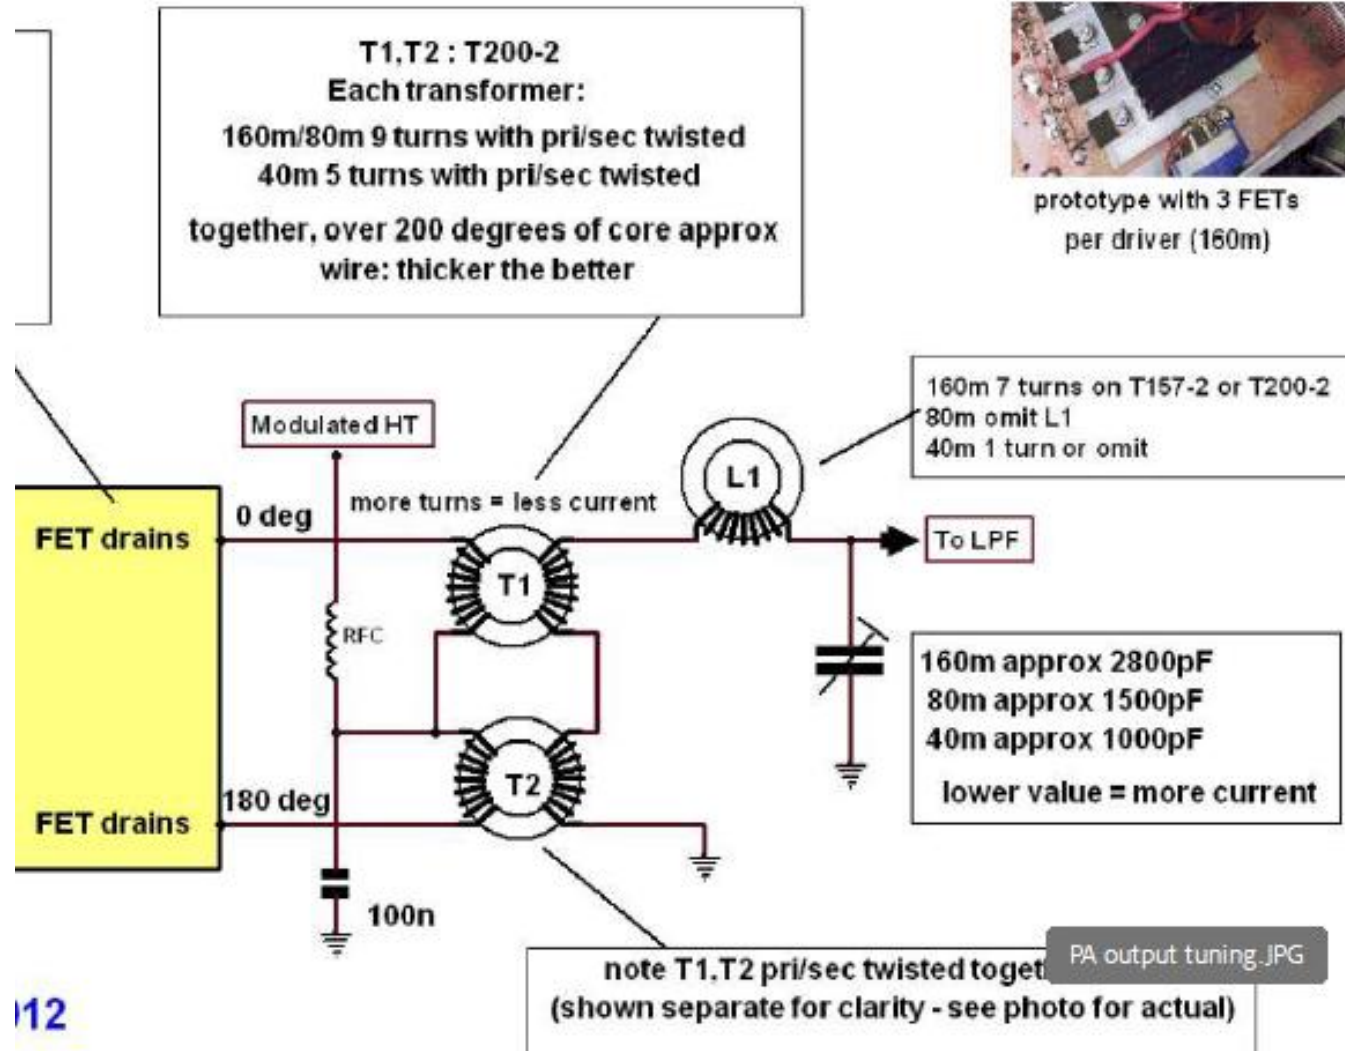 T1,T2 : T200-2
Each transformer:
160m/80m 9 turns with pri/sec twisted
40m 5 turns with pri/sec twisted
together, over 200 degrees of core approx
wire: thicker the better
prototype with 3 FETs
per driver (160m)
160m 7 turns on T157-2 or T200-2
80m omit L1
40m 1 turn or omit
Modulated HT
more turns = less current
L1
0 deg
FET drains
T1
To LPF
RFC
160m approx 2800pF
80m approx 1500pF
40m approx 1000pF
lower value = more current
T2
180 deg
FET drains
100n
PA output tuning.JPG
note T1,T2 pri/sec twisted toget
(shown separate for clarity - see photo for actual)
12